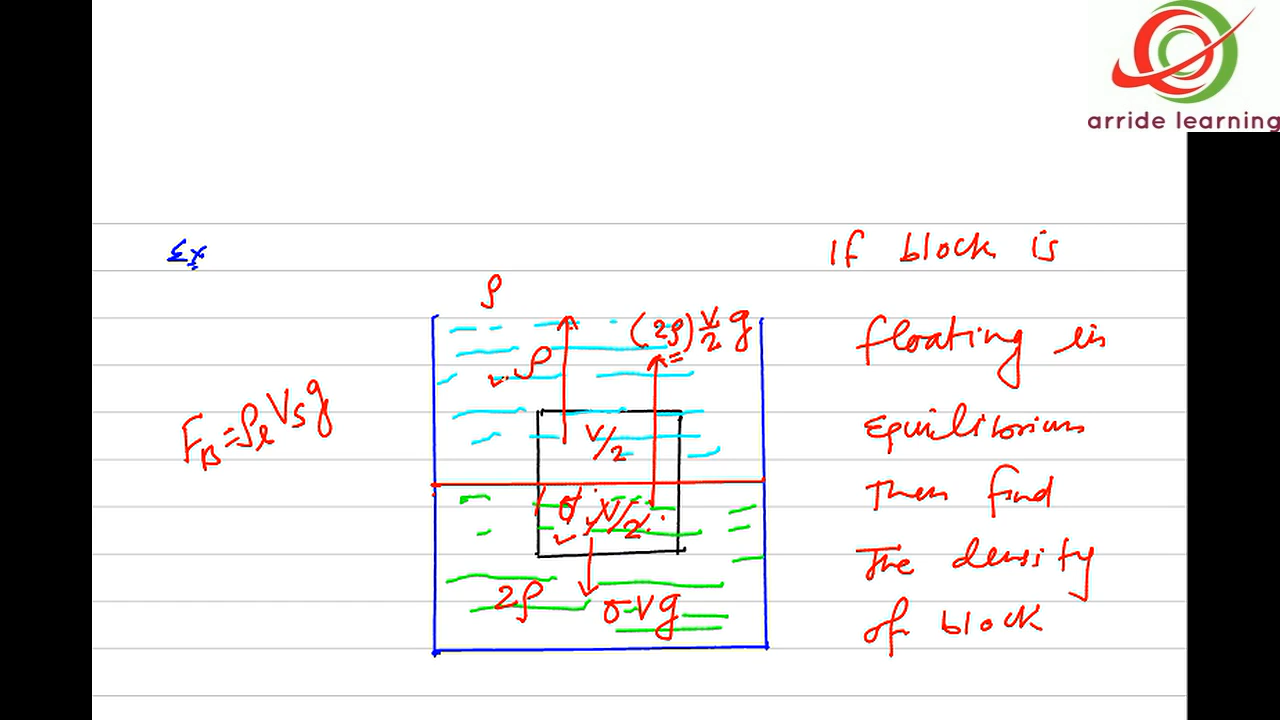 arride learning
Ex
If block is
floating in
Equilibrium
Then find
The density
of block
ρ
(2ρ) V/2 g
ρ
F_B = ρ_l V_s g
V/2
σ, V/2
2ρ
σVg